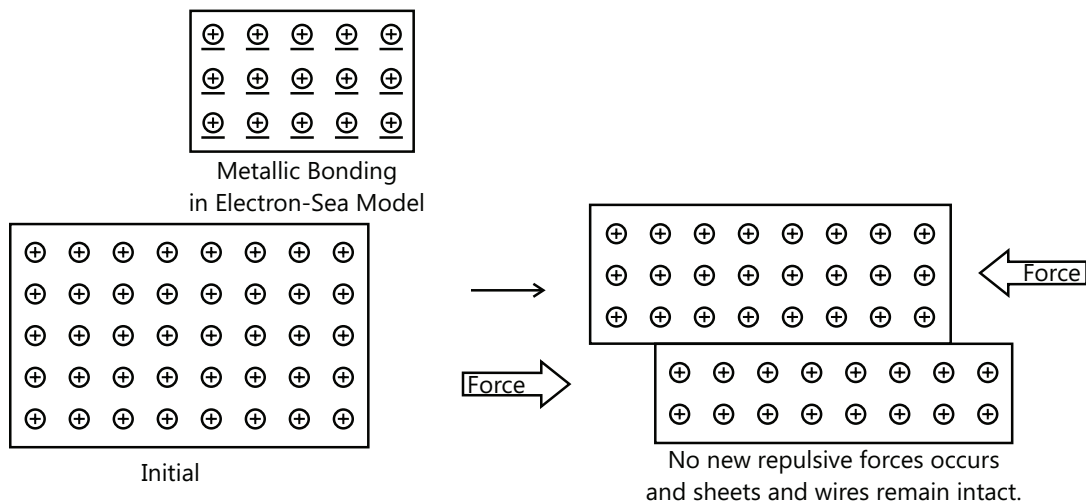 Metallic Bonding
in Electron-Sea Model
Force
Force
Initial
No new repulsive forces occurs
and sheets and wires remain intact.